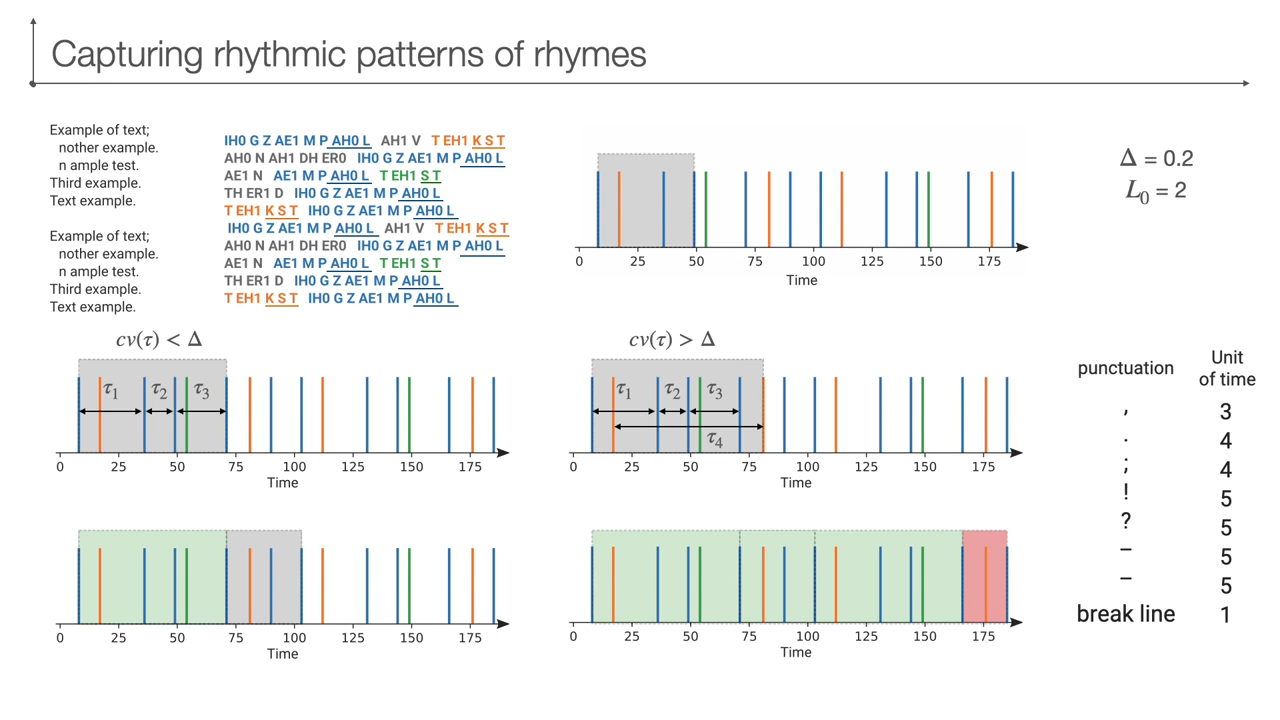 Capturing rhythmic patterns of rhymes
Example of text;
nother example.
n ample test.
Third example.
Text example.
Example of text;
nother example.
n ample test.
Third example.
Text example.
IH0 G Z AE1 M P AH0 L AH1 V T EH1 K S T
AH0 N AH1 DH ER0 IH0 G Z AE1 M P AH0 L
AE1 N AE1 M P AH0 L T EH1 S T
TH ER1 D IH0 G Z AE1 M P AH0 L
T EH1 K S T IH0 G Z AE1 M P AH0 L
IH0 G Z AE1 M P AH0 L AH1 V T EH1 K S T
AH0 N AH1 DH ER0 IH0 G Z AE1 M P AH0 L
AE1 N AE1 M P AH0 L T EH1 S T
TH ER1 D IH0 G Z AE1 M P AH0 L
T EH1 K S T IH0 G Z AE1 M P AH0 L
0 25 50 75 100 125 150 175
Time
Δ = 0.2
L₀ = 2
cv(τ) < Δ
τ₁ τ₂ τ₃
0 25 50 75 100 125 150 175
Time
cv(τ) > Δ
τ₁ τ₂ τ₃
τ₄
0 25 50 75 100 125 150 175
Time
0 25 50 75 100 125 150 175
Time
0 25 50 75 100 125 150 175
Time
punctuation Unit of time
, 3
. 4
; 4
! 5
? 5
– 5
– 5
break line 1